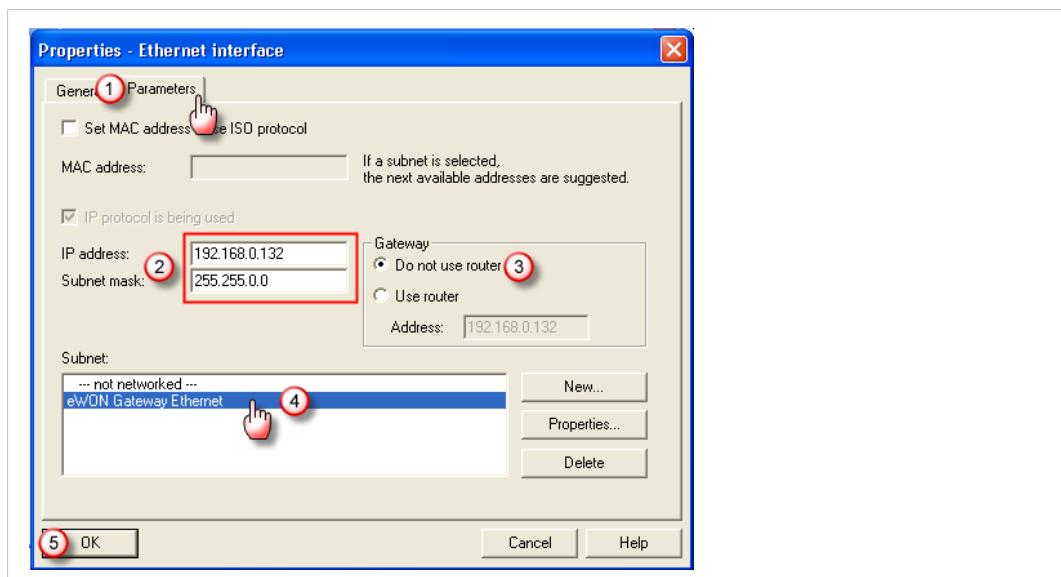 Properties - Ethernet interface
Gener 1 Parameters
Set MAC address se ISO protocol
MAC address:
If a subnet is selected,
the next available addresses are suggested.
IP protocol is being used
IP address: 192.168.0.132
2
Subnet mask: 255.255.0.0
Gateway
Do not use router 3
Use router
Address: 192.168.0.132
Subnet:
--- not networked ---
eWON Gateway Ethernet 4
New...
Properties...
Delete
5 OK
Cancel
Help